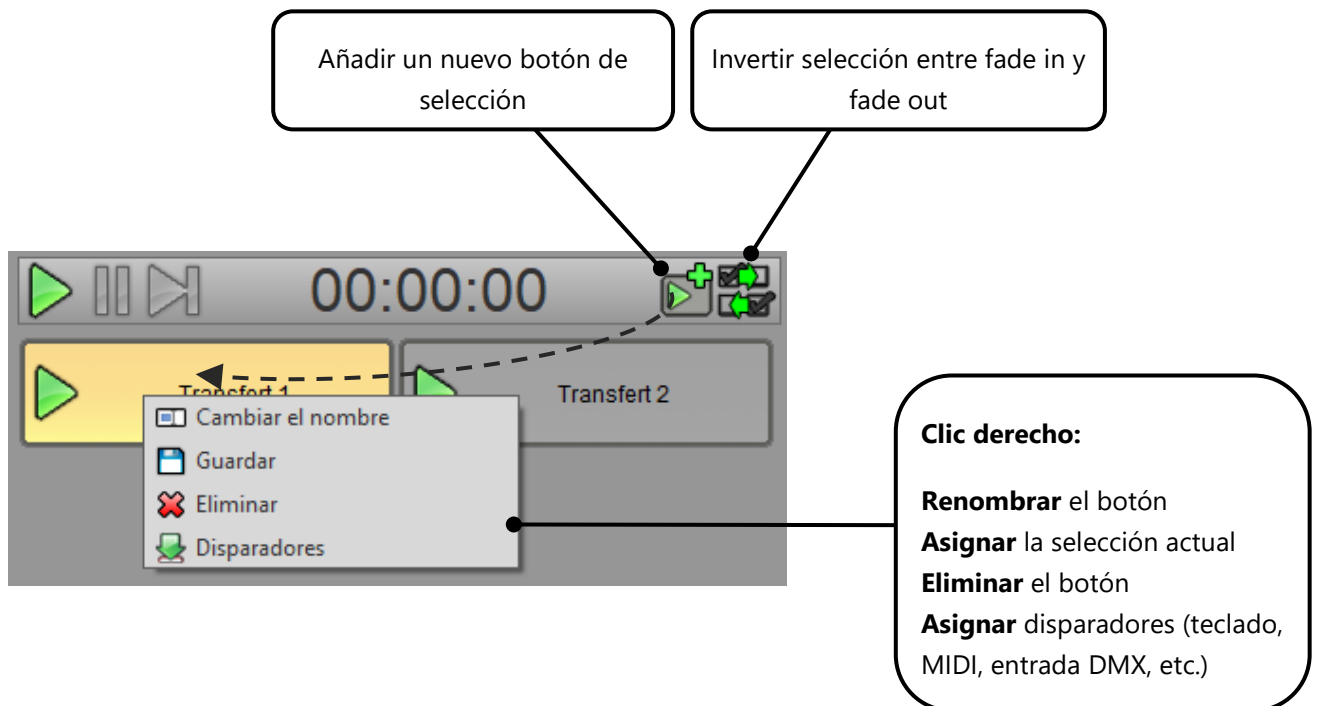 Añadir un nuevo botón de
selección
Invertir selección entre fade in y
fade out
00:00:00
Transfert 1
Transfert 2
Cambiar el nombre
Guardar
Eliminar
Disparadores
Clic derecho:
Renombrar el botón
Asignar la selección actual
Eliminar el botón
Asignar disparadores (teclado,
MIDI, entrada DMX, etc.)